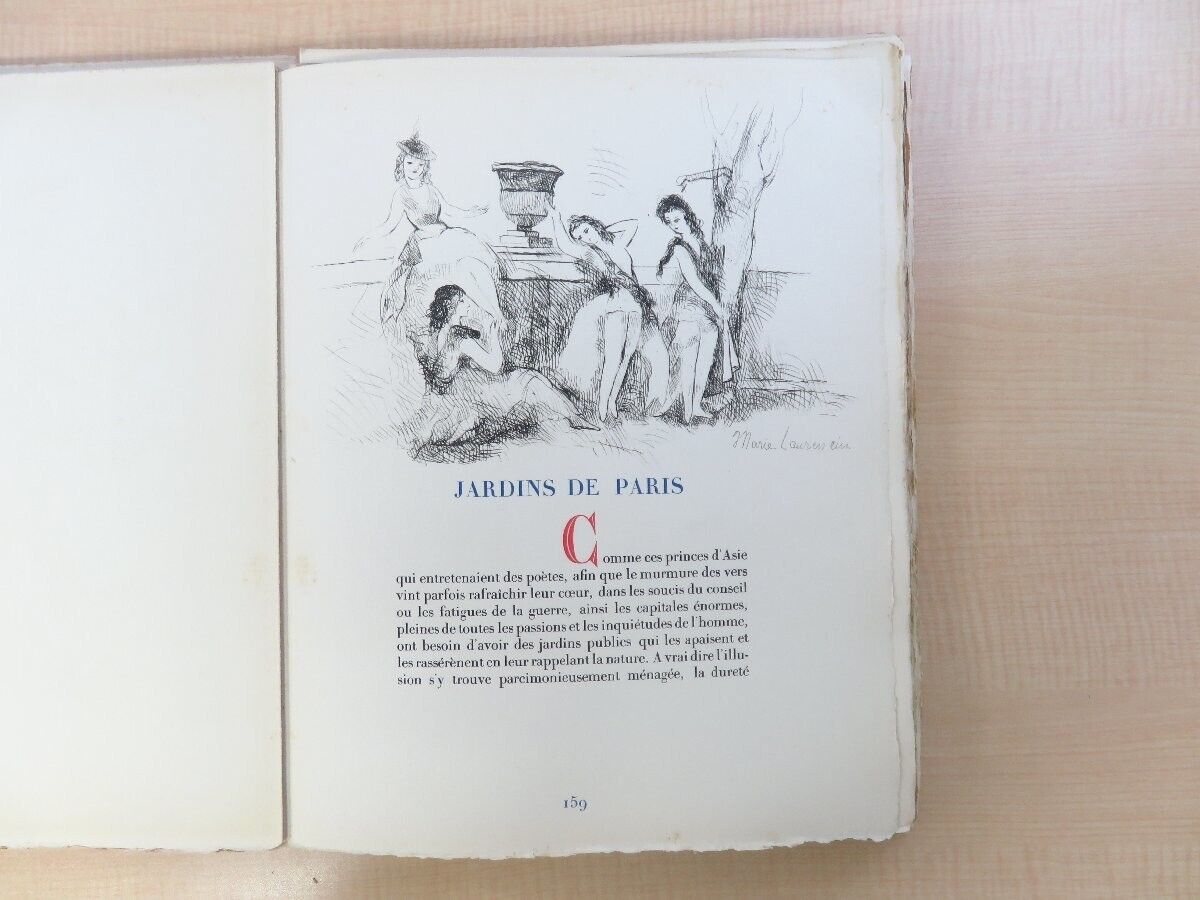 Marie Laurencin
JARDINS DE PARIS
Comme ces princes d'Asie
qui entretenaient des poètes, afin que le murmure des vers
vint parfois rafraîchir leur cœur, dans les soucis du conseil
ou les fatigues de la guerre, ainsi les capitales énormes,
pleines de toutes les passions et les inquiétudes de l'homme,
ont besoin d'avoir des jardins publics qui les apaisent et
les rassérènent en leur rappelant la nature. A vrai dire l'illu-
sion s'y trouve parcimonieusement ménagée, la dureté
159